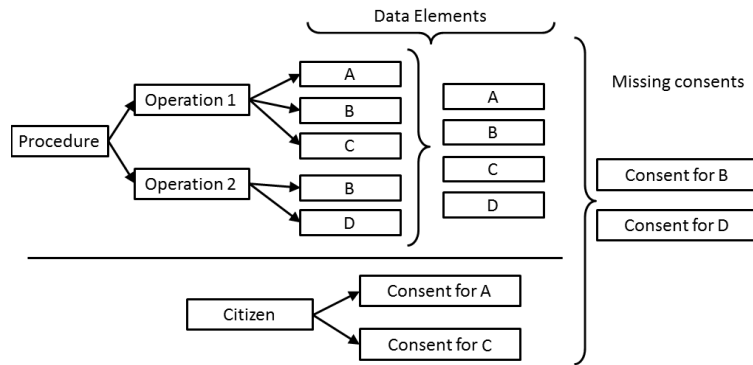 Data Elements
Missing consents
Procedure
Operation 1
A
B
C
Operation 2
B
D
A
B
C
D
Consent for B
Consent for D
Citizen
Consent for A
Consent for C